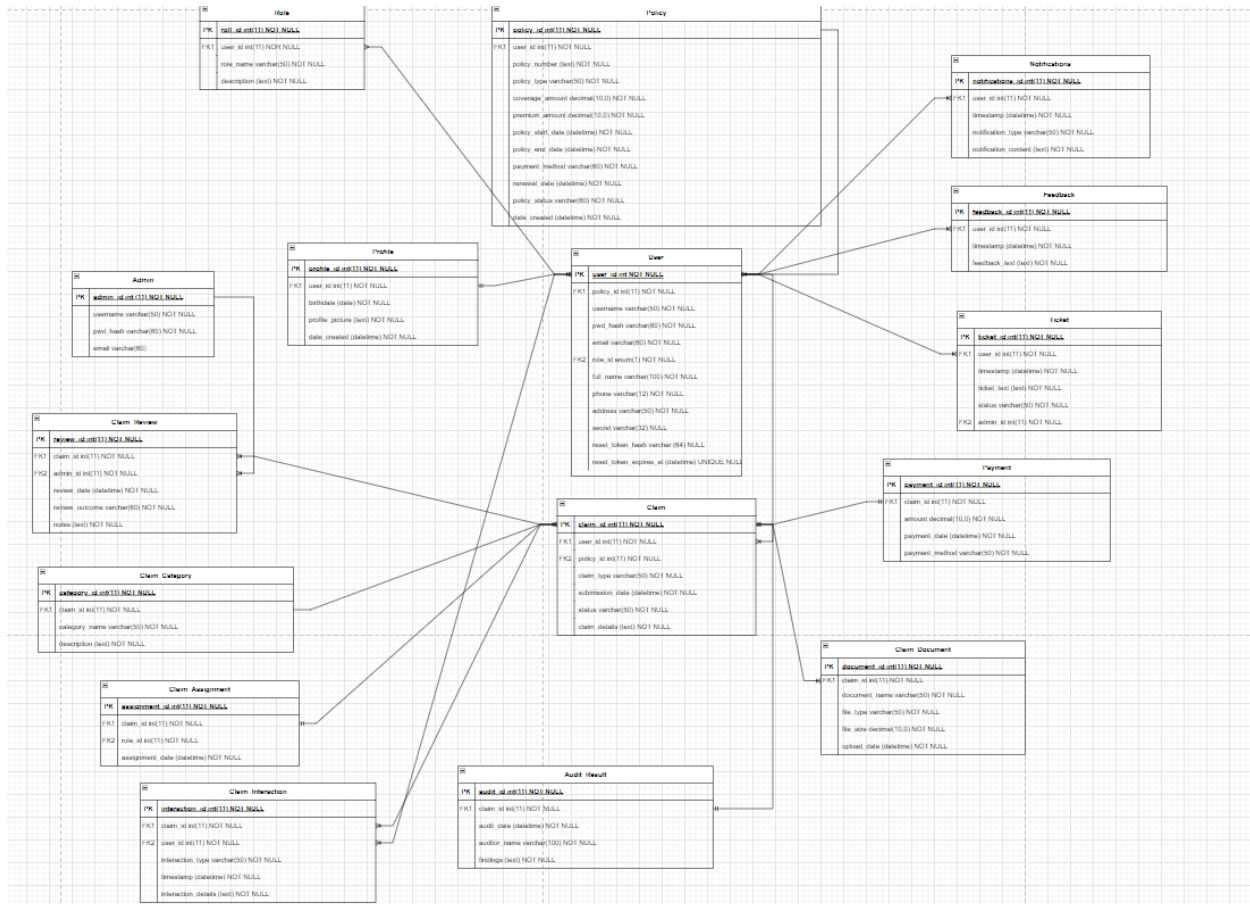 Role
PK roll_id int(11) NOT NULL
FK1 user_id int(11) NOR NULL
role_name varchar(50) NOT NULL
description (text) NOT NULL
Policy
PK policy_id int(11) NOT NULL
FK1 user_id int(11) NOT NULL
policy_number (text) NOT NULL
policy_type varchar(50) NOT NULL
coverage_amount decimal(10,0) NOT NULL
premium_amount decimal(10,0) NOT NULL
policy_start_date (datetime) NOT NULL
policy_end_date (datetime) NOT NULL
payment_method varchar(60) NOT NULL
renewal_date (datetime) NOT NULL
policy_status varchar(60) NOT NULL
date_created (datetime) NOT NULL
Notifications
PK notifications_id int(11) NOT NULL
FK1 user_id int(11) NOT NULL
timestamp (datetime) NOT NULL
notification_type varchar(50) NOT NULL
notification_content (text) NOT NULL
Feedback
PK feedback_id int(11) NOT NULL
FK1 user_id int(11) NOT NULL
timestamp (datetime) NOT NULL
feedback_text (text) NOT NULL
Profile
PK profile_id int(11) NOT NULL
FK1 user_id int(11) NOT NULL
birthdate (date) NOT NULL
profile_picture (text) NOT NULL
date_created (datetime) NOT NULL
User
PK user_id int NOT NULL
FK1 policy_id int(11) NOT NULL
username varchar(50) NOT NULL
pwd_hash varchar(60) NOT NULL
email varchar(60) NOT NULL
FK2 role_id enum(1) NOT NULL
full_name varchar(100) NOT NULL
phone varchar(12) NOT NULL
address varchar(50) NOT NULL
secret varchar(32) NULL
reset_token_hash varchar (64) NULL
reset_token_expires_at (datetime) UNIQUE NULL
Admin
PK admin_id int (11) NOT NULL
username varchar(50) NOT NULL
pwd_hash varchar(60) NOT NULL
email varchar(60)
Ticket
PK ticket_id int(11) NOT NULL
FK1 user_id int(11) NOT NULL
timestamp (datetime) NOT NULL
ticket_text (text) NOT NULL
status varchar(50) NOT NULL
FK2 admin_id int(11) NOT NULL
Claim Review
PK review_id int(11) NOT NULL
FK1 claim_id int(11) NOT NULL
FK2 admin_id int(11) NOT NULL
review_date (datetime) NOT NULL
review_outcome varchar(60) NOT NULL
notes (text) NOT NULL
Payment
PK payment_id int(11) NOT NULL
FK1 claim_id int(11) NOT NULL
amount decimal(10,0) NOT NULL
payment_date (datetime) NOT NULL
payment_method varchar(50) NOT NULL
Claim
PK claim_id int(11) NOT NULL
FK1 user_id int(11) NOT NULL
FK2 policy_id int(11) NOT NULL
claim_type varchar(50) NOT NULL
submission_date (datetime) NOT NULL
status varchar(50) NOT NULL
claim_details (text) NOT NULL
Claim Category
PK category_id int(11) NOT NULL
FK1 claim_id int(11) NOT NULL
category_name varchar(50) NOT NULL
description (text) NOT NULL
Claim Document
PK document_id int(11) NOT NULL
FK1 claim_id int(11) NOT NULL
document_name varchar(50) NOT NULL
file_type varchar(50) NOT NULL
file_size decimal(10,0) NOT NULL
upload_date (datetime) NOT NULL
Claim Assignment
PK assignment_id int(11) NOT NULL
FK1 claim_id int(11) NOT NULL
FK2 role_id int(11) NOT NULL
assignment_date (datetime) NOT NULL
Claim Interaction
PK interaction_id int(11) NOT NULL
FK1 claim_id int(11) NOT NULL
FK2 user_id int(11) NOT NULL
interaction_type varchar(50) NOT NULL
timestamp (datetime) NOT NULL
interaction_details (text) NOT NULL
Audit Result
PK audit_id int(11) NOT NULL
FK1 claim_id int(11) NOT NULL
audit_date (datetime) NOT NULL
auditor_name varchar(100) NOT NULL
findings (text) NOT NULL